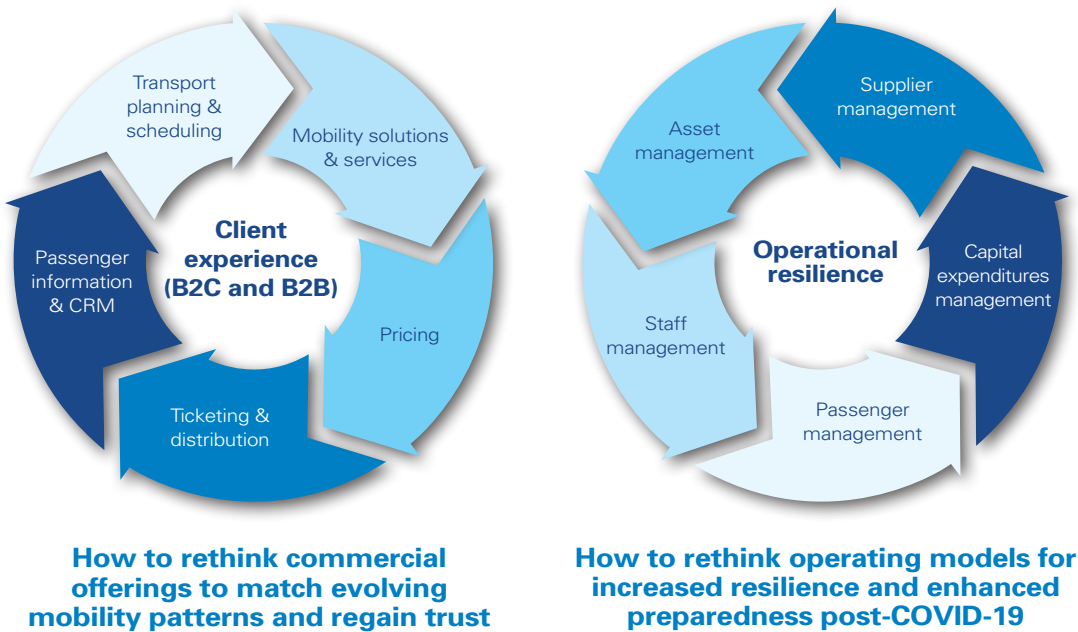 Transport
planning &
scheduling
Mobility solutions
& services
Pricing
Ticketing &
distribution
Passenger
information
& CRM
Client
experience
(B2C and B2B)
How to rethink commercial
offerings to match evolving
mobility patterns and regain trust
Supplier
management
Asset
management
Staff
management
Passenger
management
Capital
expenditures
management
Operational
resilience
How to rethink operating models for
increased resilience and enhanced
preparedness post-COVID-19